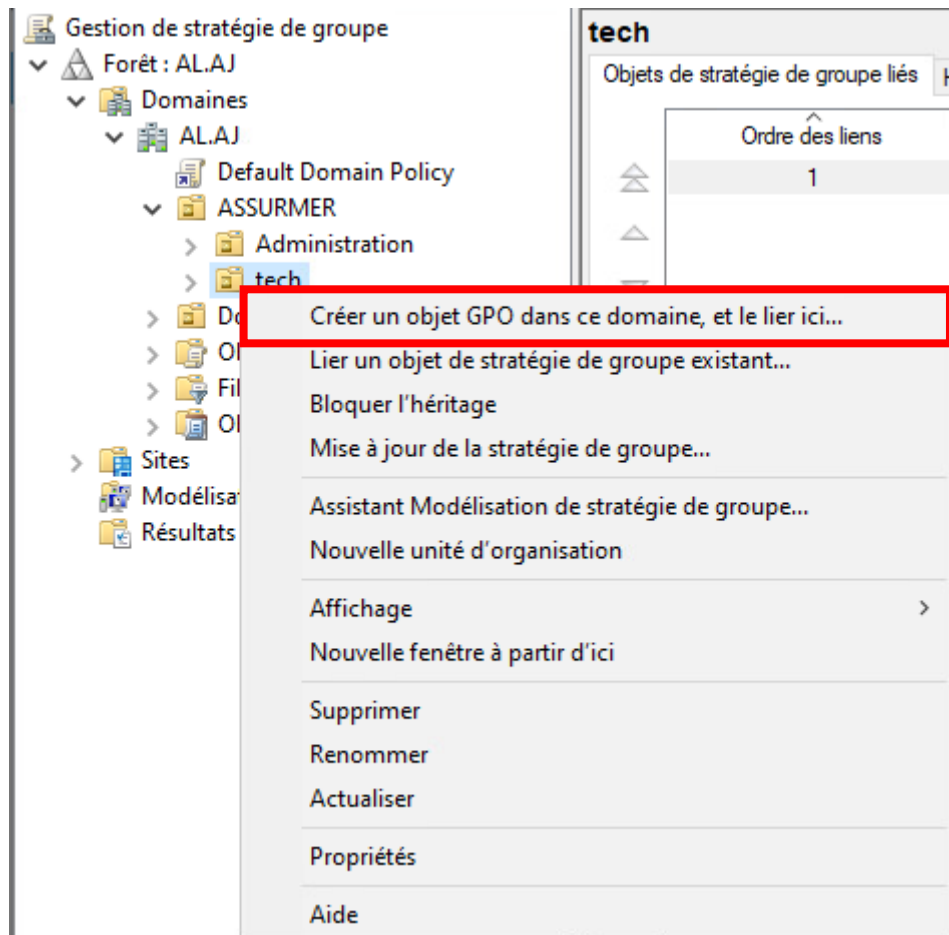 Gestion de stratégie de groupe
Forêt : AL.AJ
Domaines
AL.AJ
Default Domain Policy
ASSURMER
Administration
tech
Sites
Résultats
tech
Objets de stratégie de groupe liés
Ordre des liens
1
Créer un objet GPO dans ce domaine, et le lier ici...
Lier un objet de stratégie de groupe existant...
Bloquer l'héritage
Mise à jour de la stratégie de groupe...
Assistant Modélisation de stratégie de groupe...
Nouvelle unité d'organisation
Affichage
Nouvelle fenêtre à partir d'ici
Supprimer
Renommer
Actualiser
Propriétés
Aide